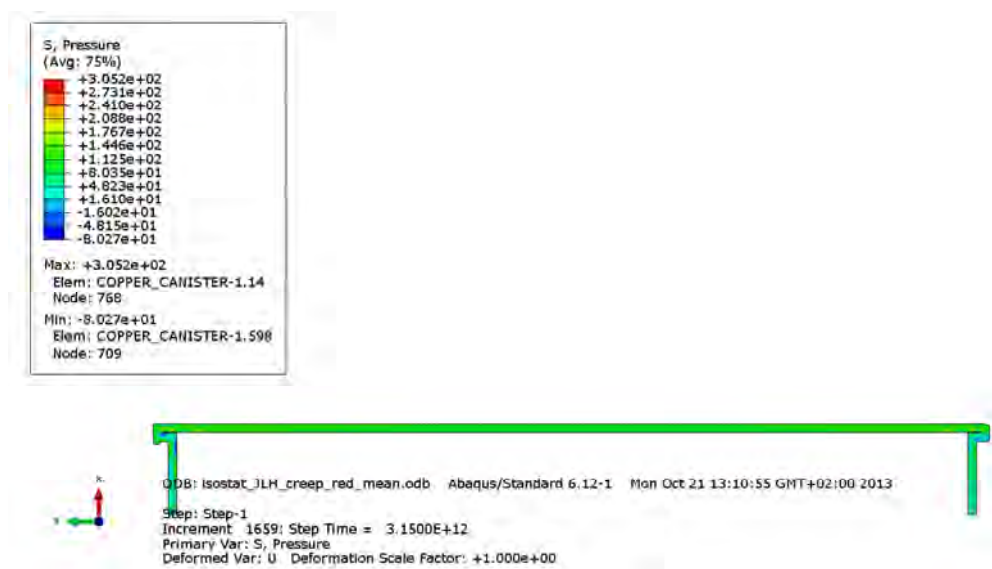 S, Pressure
(Avg: 75%)
+3.052e+02
+2.731e+02
+2.410e+02
+2.088e+02
+1.767e+02
+1.446e+02
+1.125e+02
+8.035e+01
+4.823e+01
+1.610e+01
-1.602e+01
-4.815e+01
-8.027e+01
Max: +3.052e+02
Elem: COPPER_CANISTER-1.14
Node: 768
Min: -8.027e+01
Elem: COPPER_CANISTER-1.598
Node: 709
ODB: Isostat_JLH_creep_red_mean.odb Abaqus/Standard 6.12-1 Mon Oct 21 13:10:55 GMT+02:00 2013
Step: Step-1
Increment 1659: Step Time = 3.1500E+12
Primary Var: S, Pressure
Deformed Var: U Deformation Scale Factor: +1.000e+00